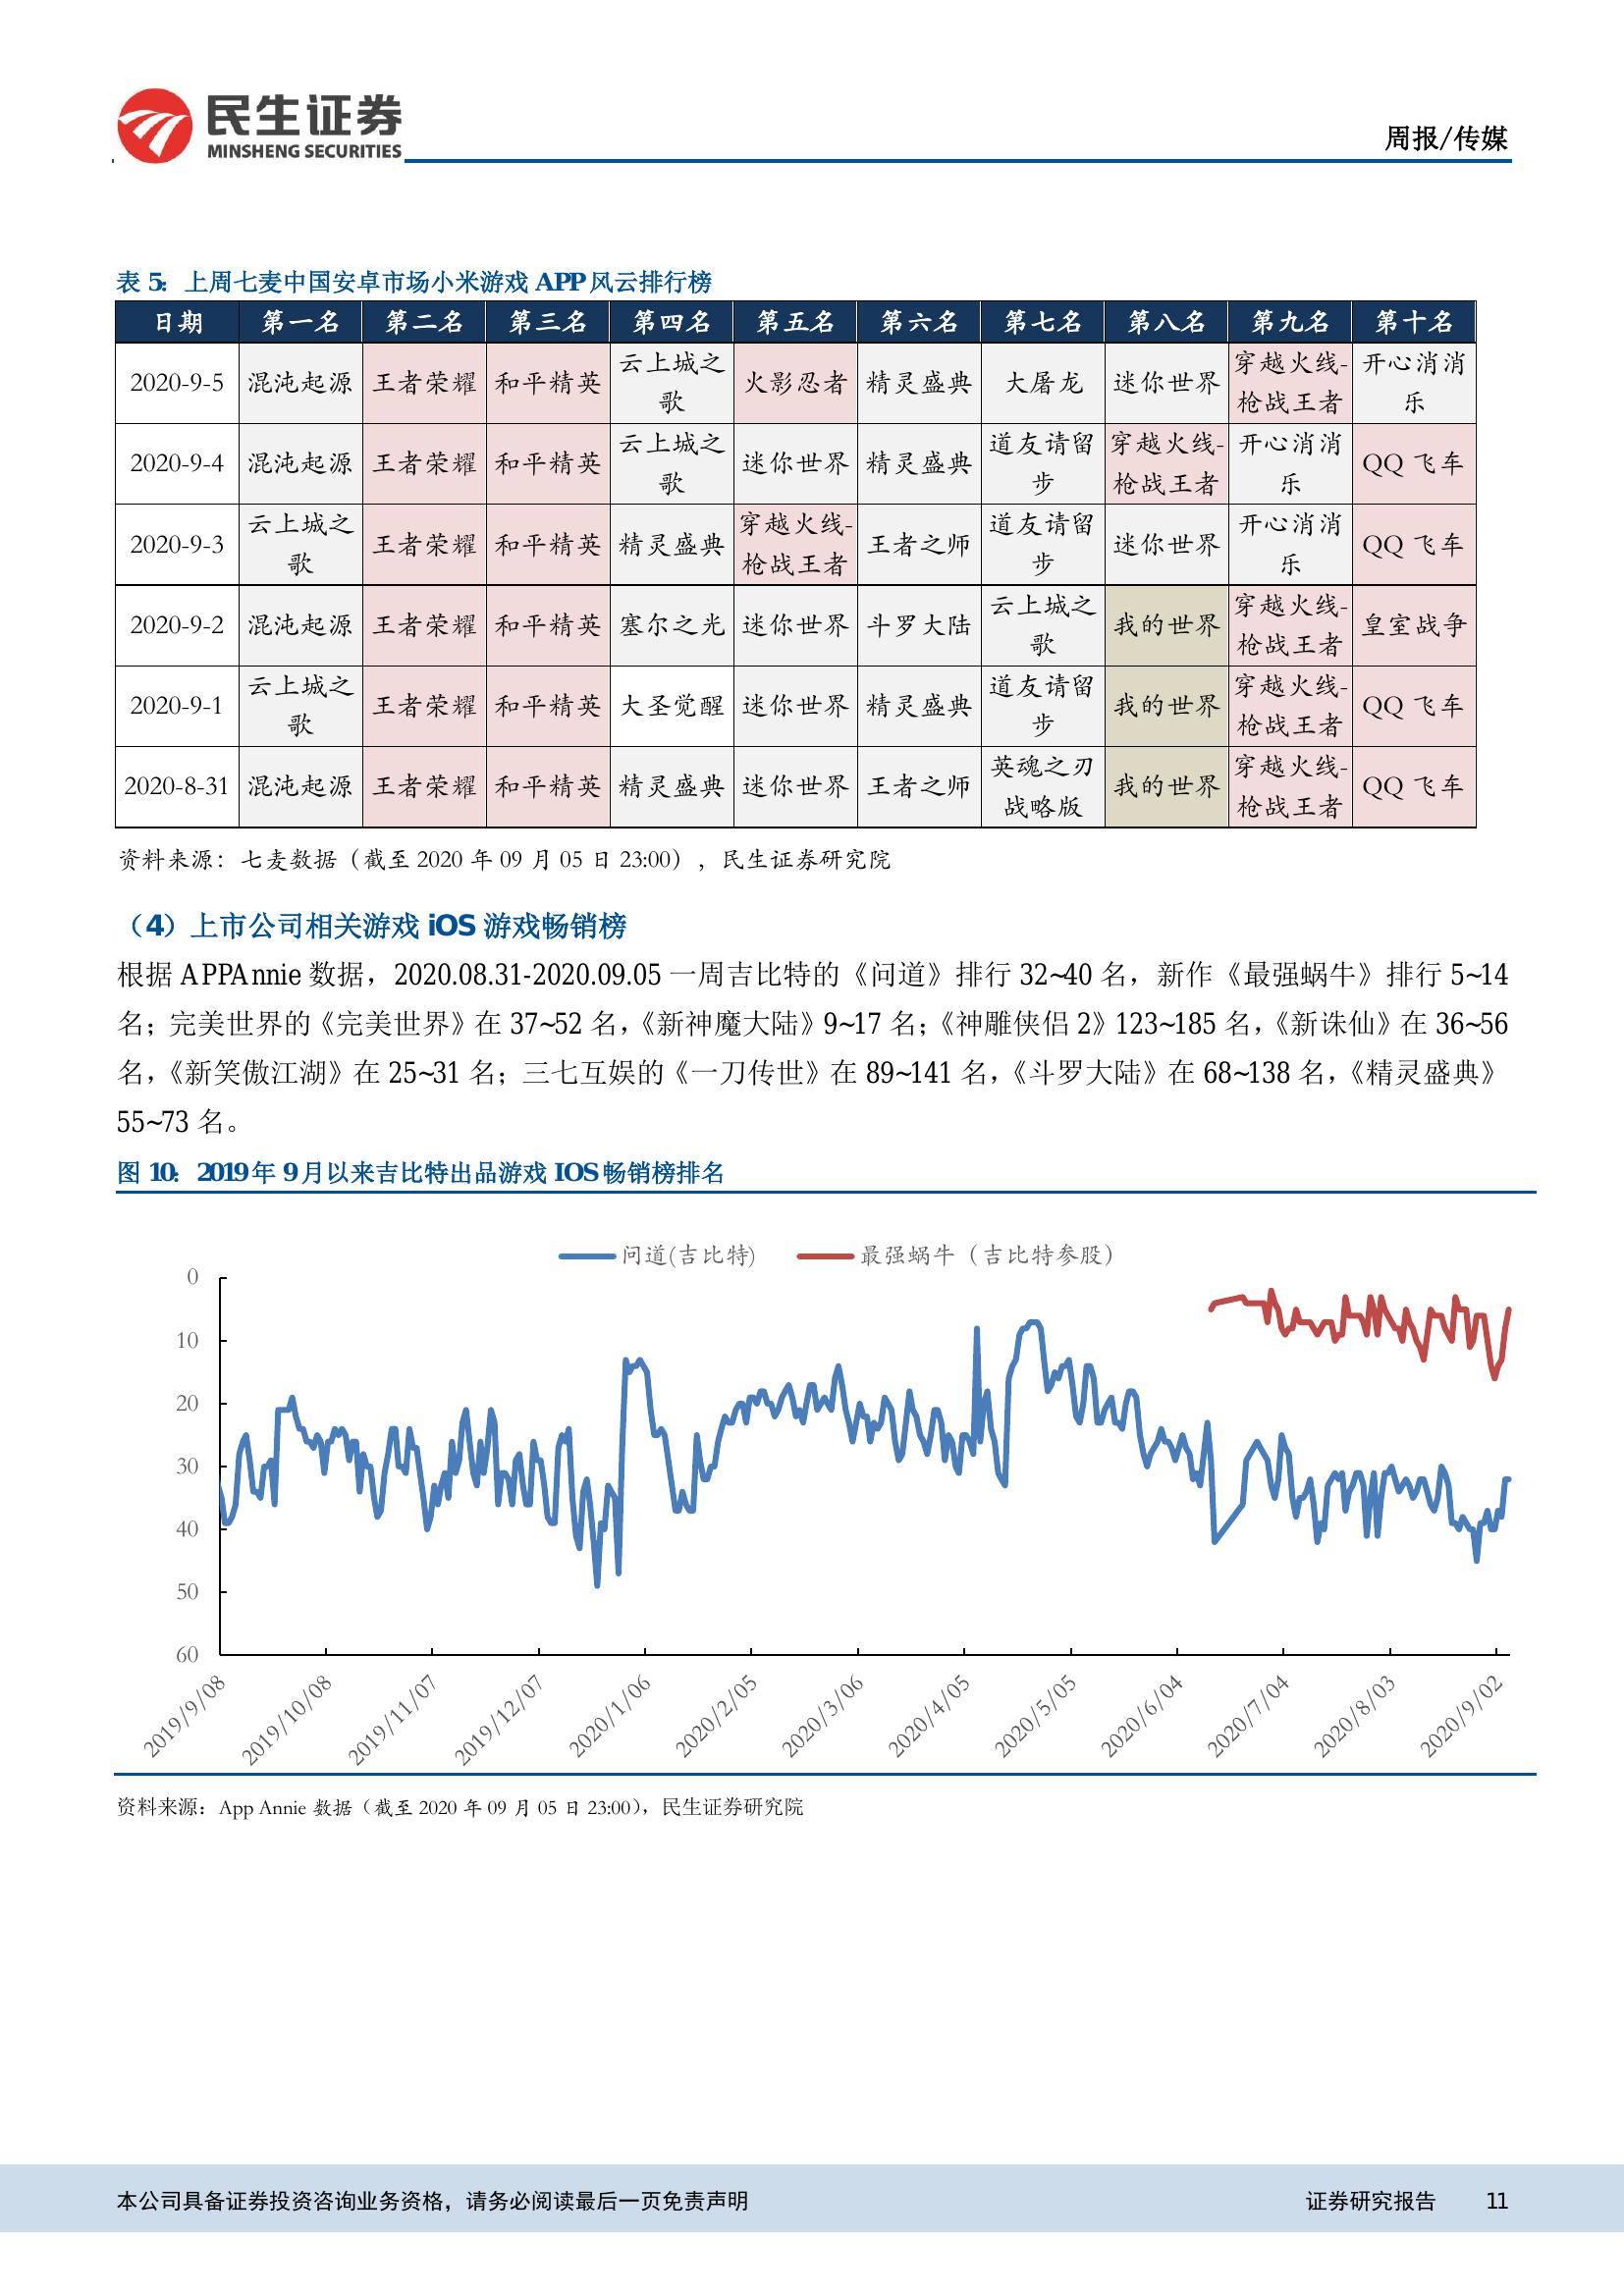 民生证券
MINSHENG SECURITIES
周报/传媒
表 5: 上周七麦中国安卓市场小米游戏 APP 风云排行榜
日期 第一名 第二名 第三名 第四名 第五名 第六名 第七名 第八名 第九名 第十名
2020-9-5 混沌起源 王者荣耀 和平精英 云上城之歌 火影忍者 精灵盛典 大屠龙 迷你世界 穿越火线-枪战王者 开心消消乐
2020-9-4 混沌起源 王者荣耀 和平精英 云上城之歌 迷你世界 精灵盛典 道友请留步 穿越火线-枪战王者 开心消消乐 QQ 飞车
2020-9-3 云上城之歌 王者荣耀 和平精英 精灵盛典 穿越火线-枪战王者 王者之师 道友请留步 迷你世界 开心消消乐 QQ 飞车
2020-9-2 混沌起源 王者荣耀 和平精英 塞尔之光 迷你世界 斗罗大陆 云上城之歌 我的世界 穿越火线-枪战王者 皇室战争
2020-9-1 云上城之歌 王者荣耀 和平精英 大圣觉醒 迷你世界 精灵盛典 道友请留步 我的世界 穿越火线-枪战王者 QQ 飞车
2020-8-31 混沌起源 王者荣耀 和平精英 精灵盛典 迷你世界 王者之师 英魂之刃战略版 我的世界 穿越火线-枪战王者 QQ 飞车
资料来源：七麦数据（截至 2020 年 09 月 05 日 23:00），民生证券研究院
（4）上市公司相关游戏 iOS 游戏畅销榜
根据 APPAnnie 数据，2020.08.31-2020.09.05 一周吉比特的《问道》排行 32~40 名，新作《最强蜗牛》排行 5~14
名；完美世界的《完美世界》在 37~52 名，《新神魔大陆》9~17 名；《神雕侠侣 2》123~185 名，《新诛仙》在 36~56
名，《新笑傲江湖》在 25~31 名；三七互娱的《一刀传世》在 89~141 名，《斗罗大陆》在 68~138 名，《精灵盛典》
55~73 名。
图 10: 2019 年 9 月以来吉比特出品游戏 IOS 畅销榜排名
问道(吉比特) 最强蜗牛（吉比特参股）
0
10
20
30
40
50
60
2019/9/08 2019/10/08 2019/11/07 2019/12/07 2020/1/06 2020/2/05 2020/3/06 2020/4/05 2020/5/05 2020/6/04 2020/7/04 2020/8/03 2020/9/02
资料来源：App Annie 数据（截至 2020 年 09 月 05 日 23:00），民生证券研究院
本公司具备证券投资咨询业务资格，请务必阅读最后一页免责声明 证券研究报告 11